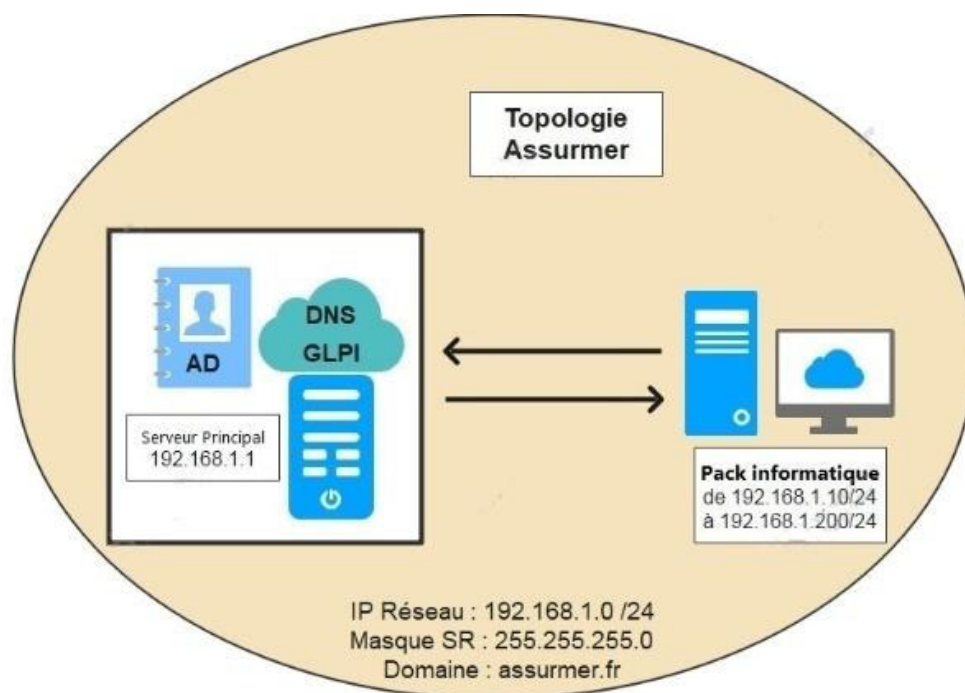 Topologie
Assurmer
DNS
GLPI
AD
Serveur Principal
192.168.1.1
Pack informatique
de 192.168.1.10/24
à 192.168.1.200/24
IP Réseau : 192.168.1.0 /24
Masque SR : 255.255.255.0
Domaine : assurmer.fr